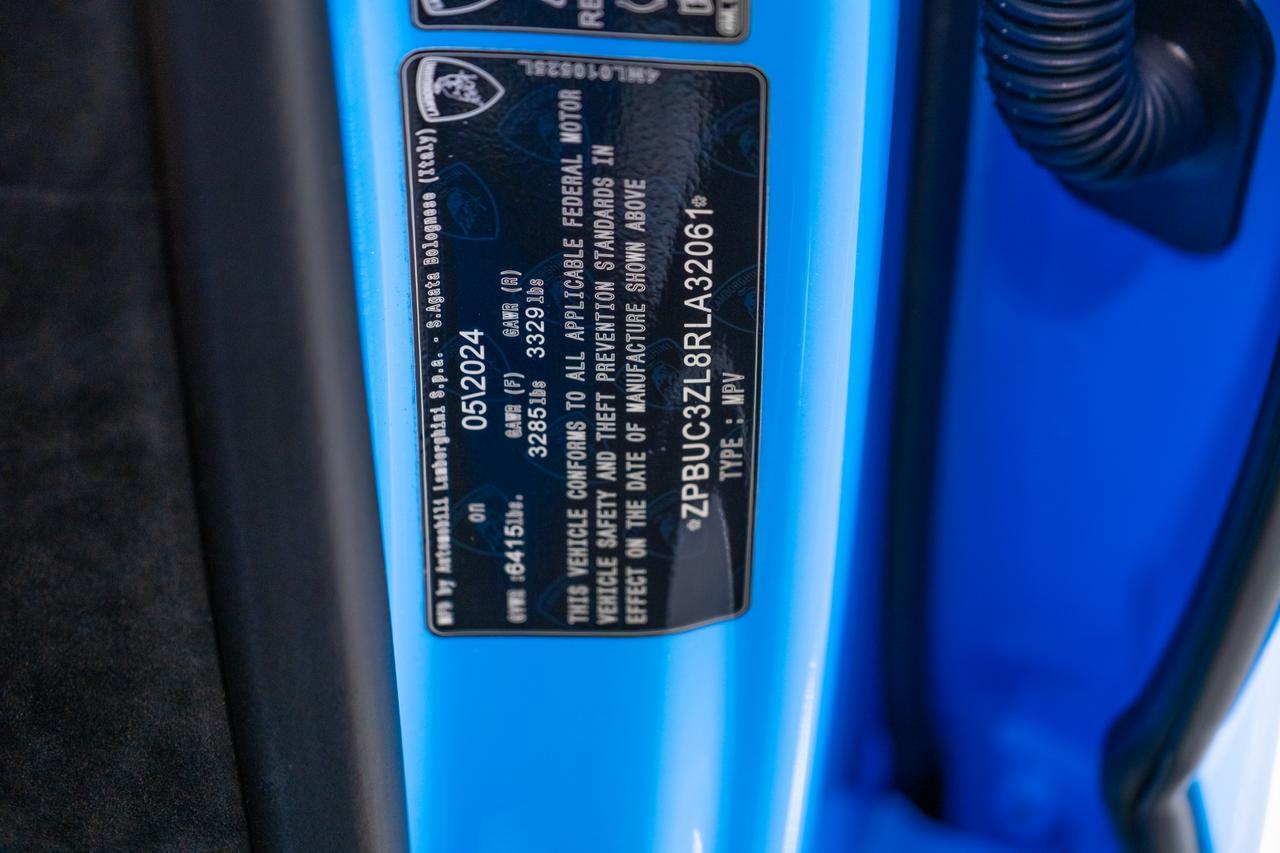 LAMBORGHINI
4ML010525L
MFD by Automobili Lamborghini S.p.a. - S.Agata Bolognese (Italy)
on 05\2024
GVWR :6415lbs. GAWR (F) GAWR (R)
3285lbs 3329lbs
THIS VEHICLE CONFORMS TO ALL APPLICABLE FEDERAL MOTOR
VEHICLE SAFETY AND THEFT PREVENTION STANDARDS IN
EFFECT ON THE DATE OF MANUFACTURE SHOWN ABOVE
*ZPBUC3ZL8RLA32061*
TYPE : MPV